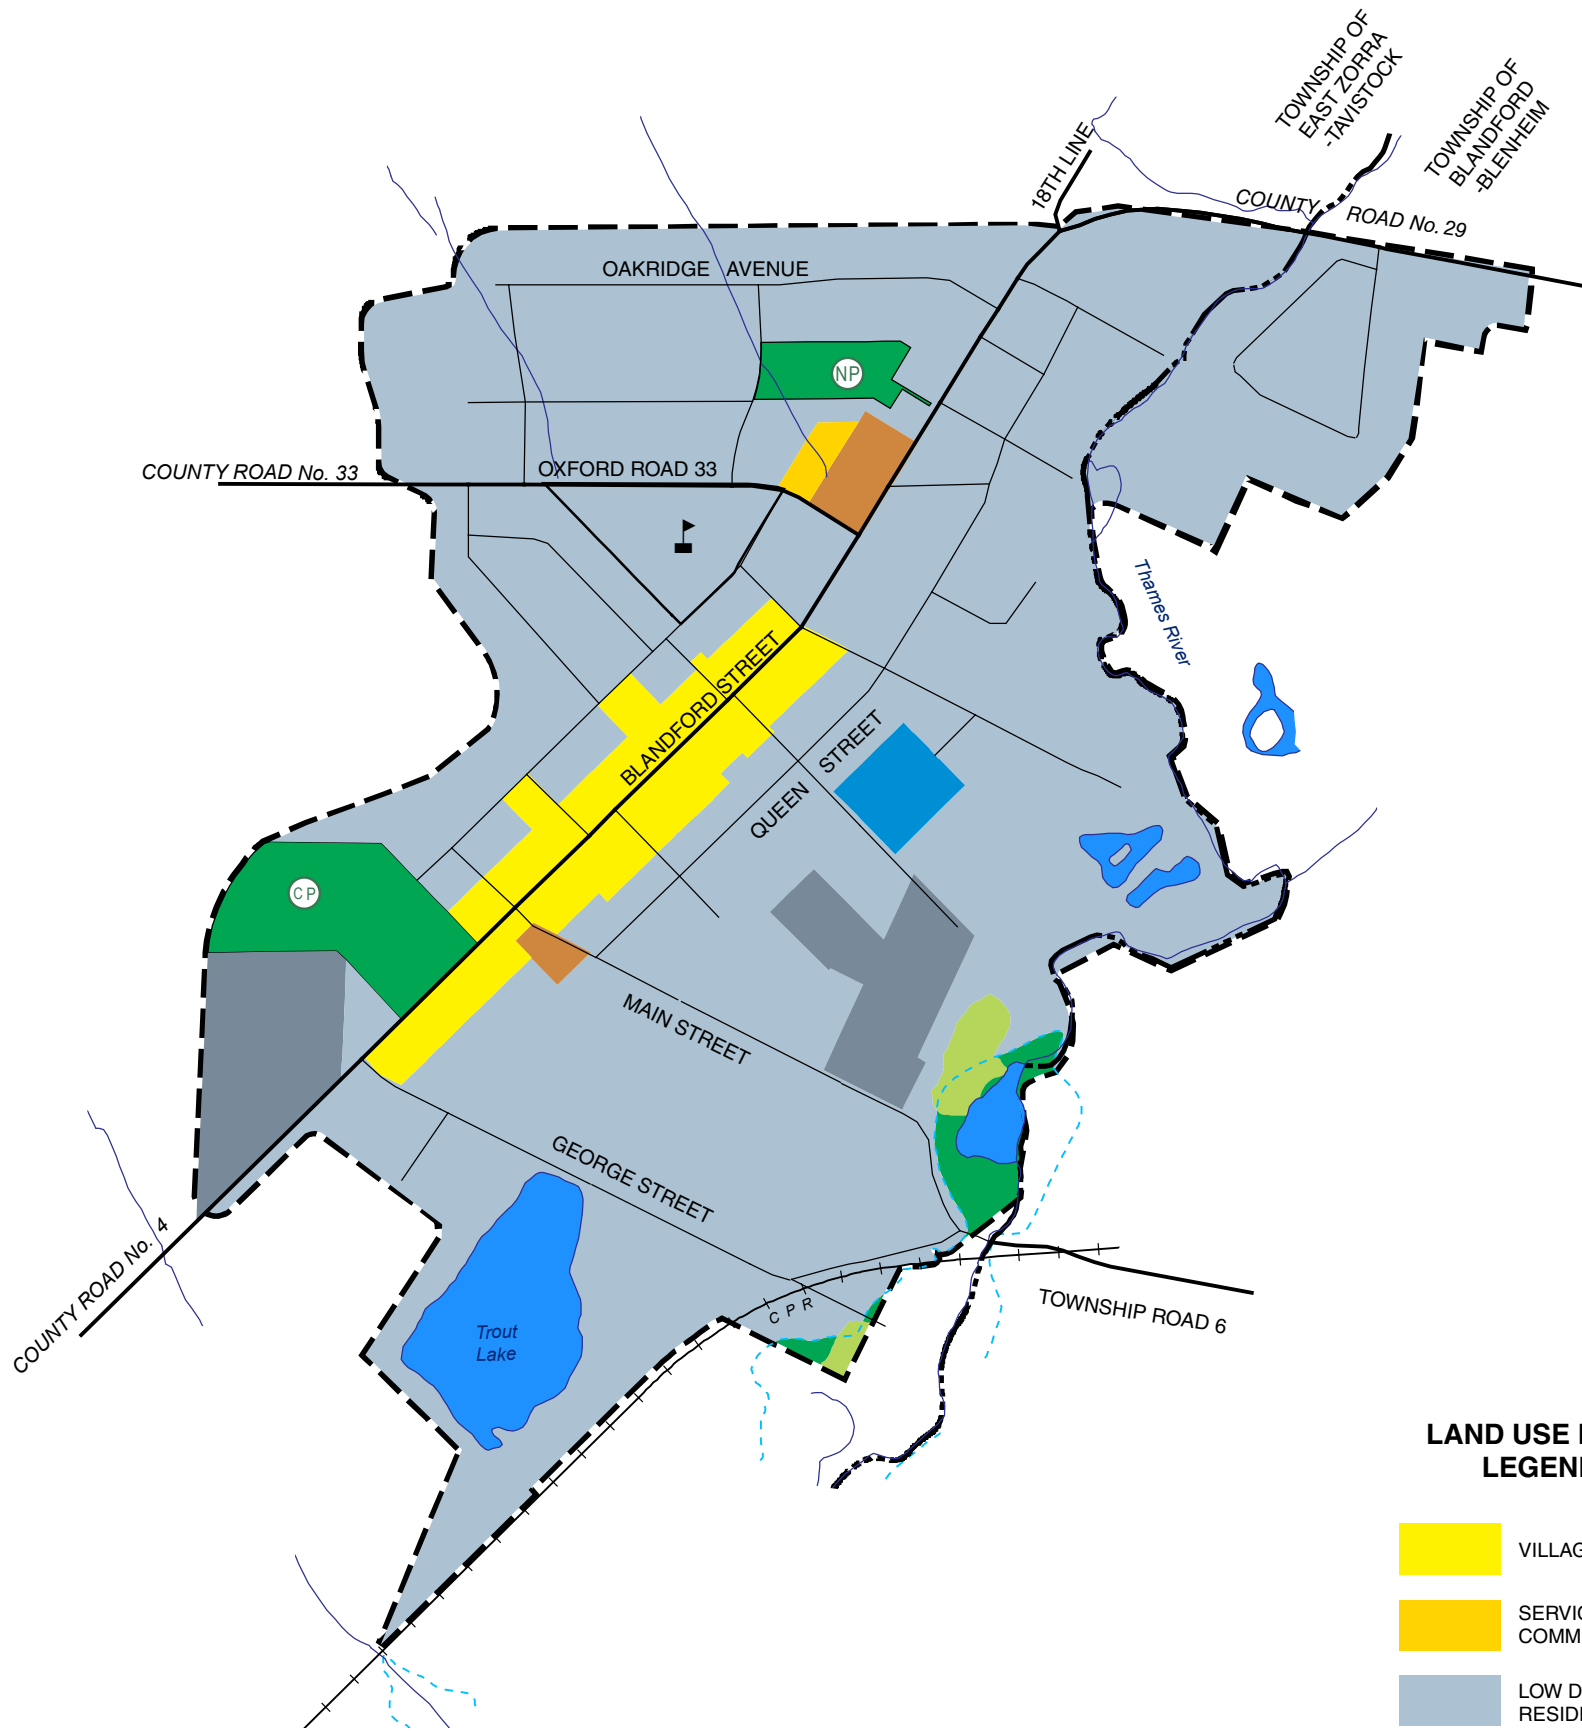 TOWNSHIP OF
EAST ZORRA
-TAVISTOCK
TOWNSHIP OF
BLANDFORD
-BLENHEIM
18TH LINE
COUNTY ROAD No. 29
OAKRIDGE AVENUE
NP
COUNTY ROAD No. 33
OXFORD ROAD 33
Thames River
BLANDFORD STREET
QUEEN STREET
CP
MAIN STREET
GEORGE STREET
COUNTY ROAD No. 4
CPR
TOWNSHIP ROAD 6
Trout
Lake
LAND USE
LEGEN
VILLAG
SERVIC
COMM
LOW D
RESID